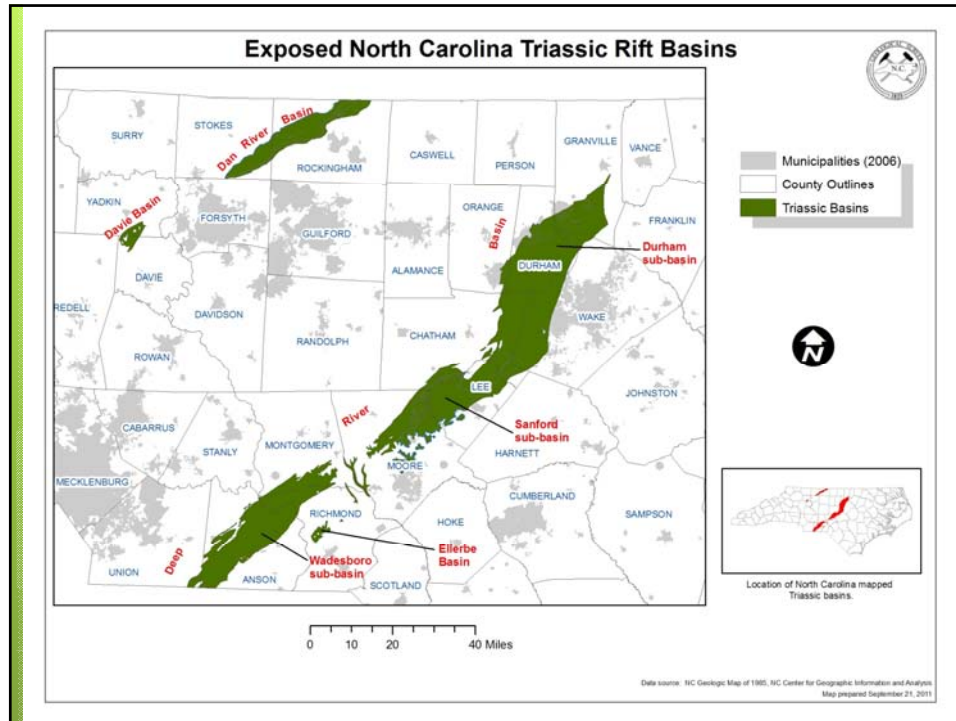 Exposed North Carolina Triassic Rift Basins
N.C.
Dan River Basin
SURRY
STOKES
ROCKINGHAM
CASWELL
PERSON
GRANVILLE
VANCE
Municipalities (2006)
County Outlines
Triassic Basins
YADKIN
Davie Basin
FORSYTH
GUILFORD
ORANGE
Basin
FRANKLIN
Durham
sub-basin
DURHAM
ALAMANCE
DAVIE
REDELL
DAVIDSON
WAKE
RANDOLPH
CHATHAM
ROWAN
N
LEE
JOHNSTON
River
Sanford
sub-basin
CABARRUS
STANLY
MONTGOMERY
HARNETT
MOORE
MECKLENBURG
CUMBERLAND
SAMPSON
RICHMOND
HOKE
Deep
Wadesboro
sub-basin
Ellerbe
Basin
UNION
ANSON
SCOTLAND
Location of North Carolina mapped
Triassic basins.
0 10 20 40 Miles
Data source: NC Geologic Map of 1985, NC Center for Geographic Information and Analysis
Map prepared September 21, 2011